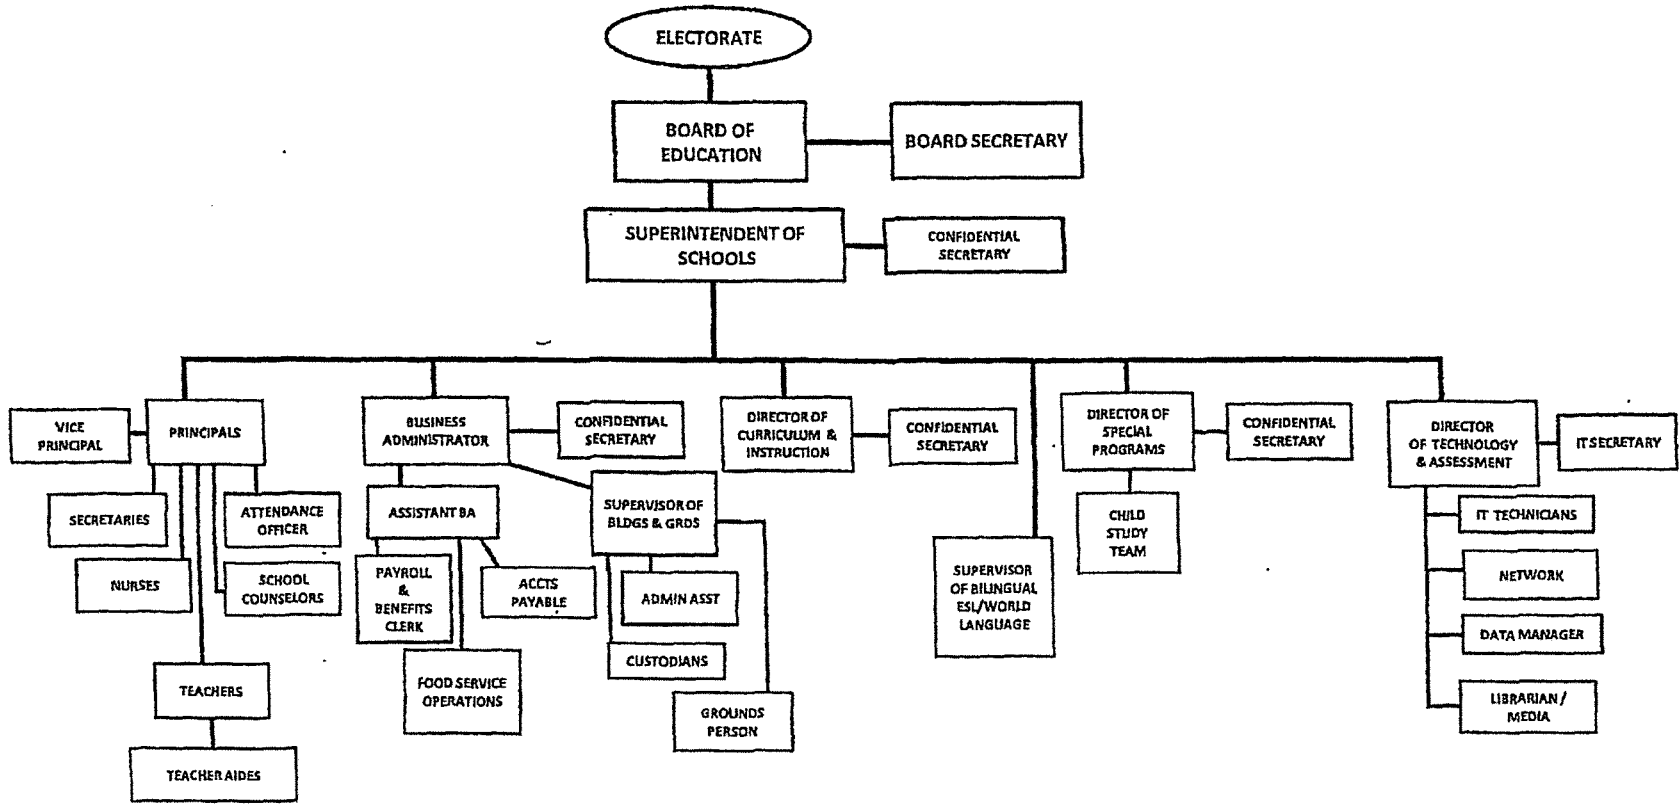 ELECTORATE
BOARD OF
EDUCATION
BOARD SECRETARY
SUPERINTENDENT OF
SCHOOLS
CONFIDENTIAL
SECRETARY
VICE
PRINCIPAL
PRINCIPALS
BUSINESS
ADMINISTRATOR
CONFIDENTIAL
SECRETARY
DIRECTOR OF
CURRICULUM &
INSTRUCTION
CONFIDENTIAL
SECRETARY
DIRECTOR OF
SPECIAL
PROGRAMS
CONFIDENTIAL
SECRETARY
DIRECTOR
OF TECHNOLOGY
& ASSESSMENT
IT SECRETARY
SECRETARIES
ATTENDANCE
OFFICER
ASSISTANT BA
SUPERVISOR OF
BLDGS & GRDS
CHILD
STUDY
TEAM
IT TECHNICIANS
NURSES
SCHOOL
COUNSELORS
PAYROLL
&
BENEFITS
CLERK
ACCTS
PAYABLE
ADMIN ASST
SUPERVISOR
OF BILINGUAL
ESL/WORLD
LANGUAGE
NETWORK
DATA MANAGER
TEACHERS
FOOD SERVICE
OPERATIONS
CUSTODIANS
GROUNDS
PERSON
LIBRARIAN /
MEDIA
TEACHER AIDES